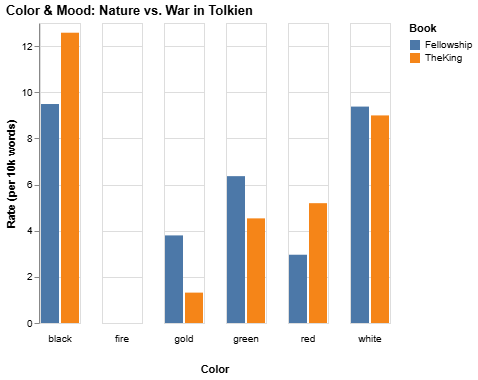 Color & Mood: Nature vs. War in Tolkien
Book
Fellowship
TheKing
Rate (per 10k words)
12
10
8
6
4
2
0
black fire gold green red white
Color